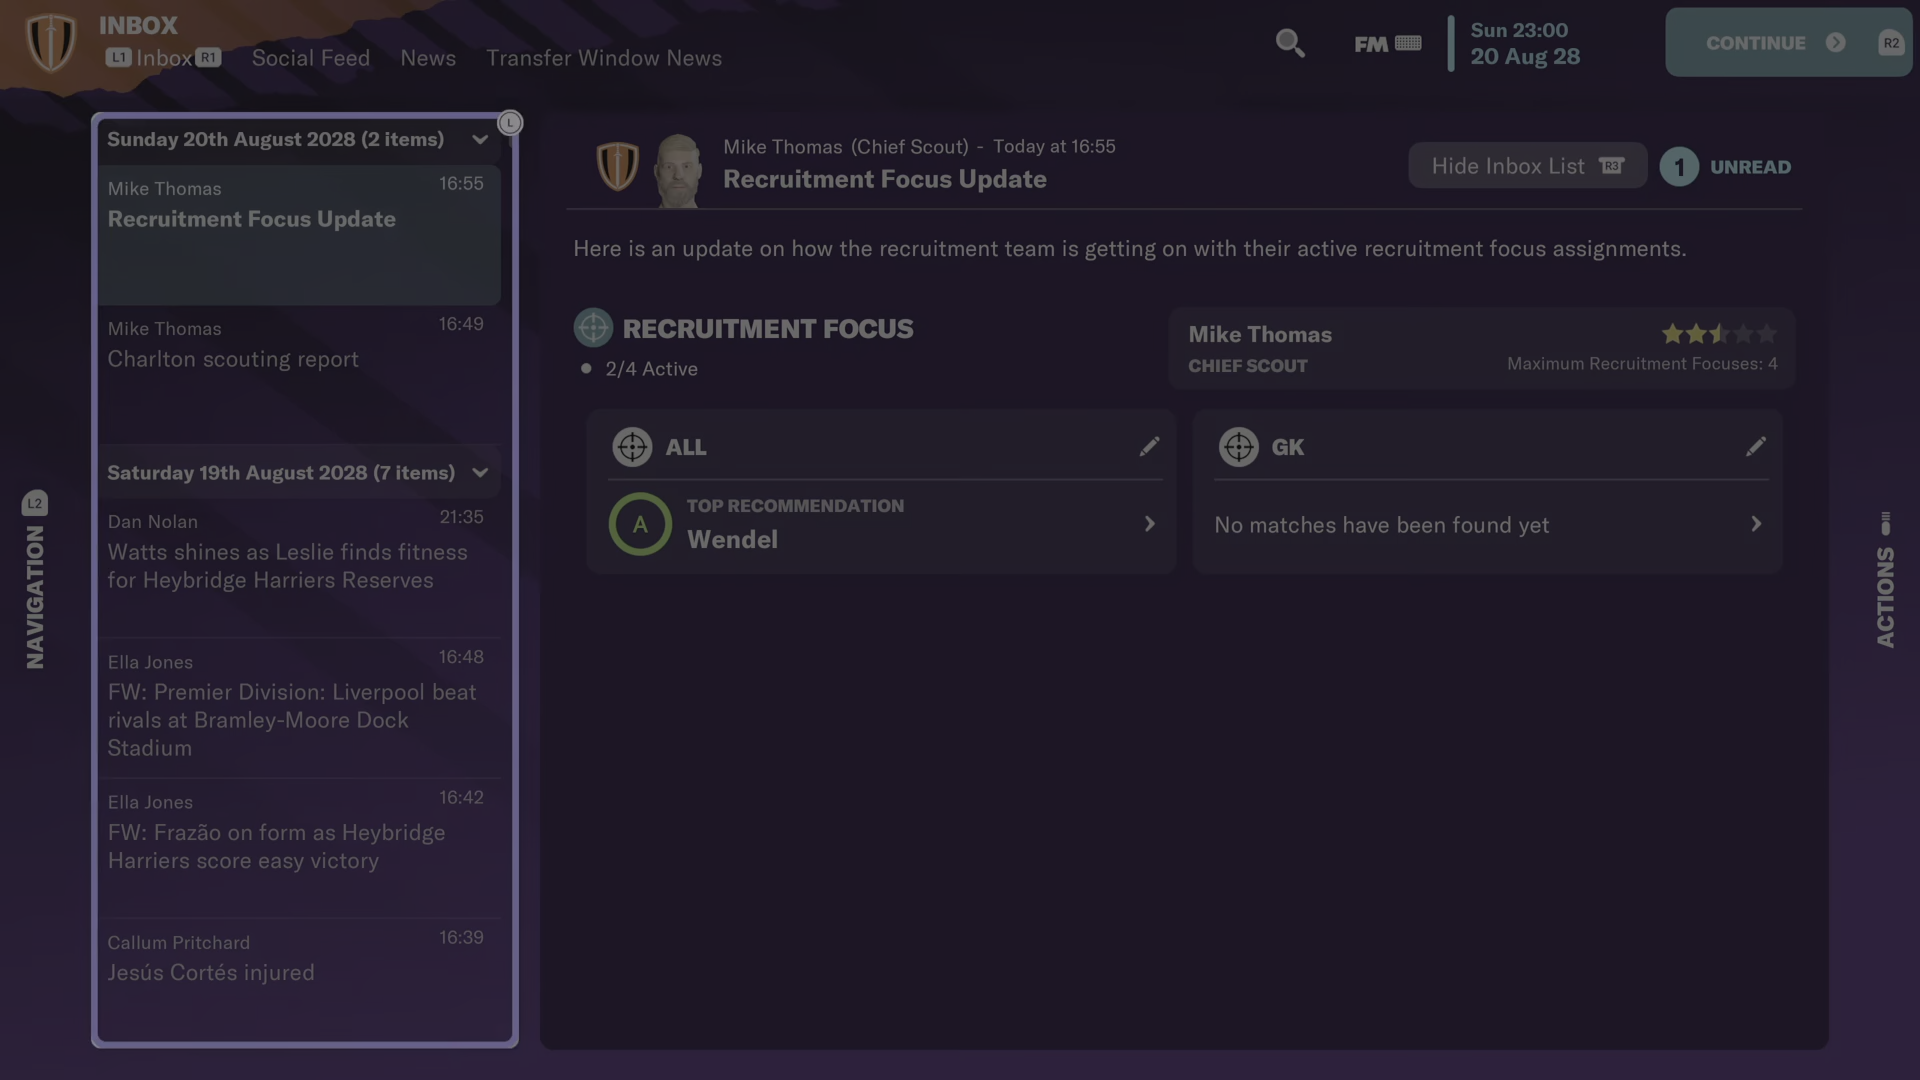 INBOX
L1 Inbox R1 Social Feed News Transfer Window News
FM
Sun 23:00
20 Aug 28
CONTINUE R2
L
Sunday 20th August 2028 (2 items)
Mike Thomas 16:55
Recruitment Focus Update
Mike Thomas 16:49
Charlton scouting report
Saturday 19th August 2028 (7 items)
Dan Nolan 21:35
Watts shines as Leslie finds fitness
for Heybridge Harriers Reserves
Ella Jones 16:48
FW: Premier Division: Liverpool beat
rivals at Bramley-Moore Dock
Stadium
Ella Jones 16:42
FW: Frazão on form as Heybridge
Harriers score easy victory
Callum Pritchard 16:39
Jesús Cortés injured
L2
NAVIGATION
Mike Thomas (Chief Scout) - Today at 16:55
Recruitment Focus Update
Hide Inbox List R3
1 UNREAD
Here is an update on how the recruitment team is getting on with their active recruitment focus assignments.
RECRUITMENT FOCUS
2/4 Active
Mike Thomas
CHIEF SCOUT
Maximum Recruitment Focuses: 4
ALL
A
TOP RECOMMENDATION
Wendel
GK
No matches have been found yet
ACTIONS